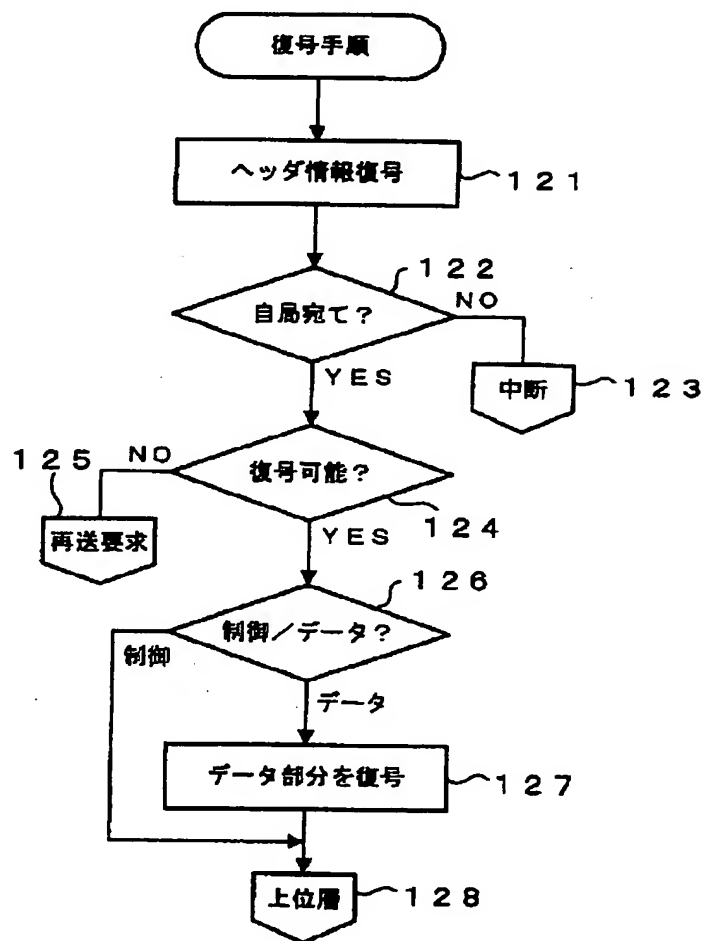 復号手順
ヘッダ情報復号
121
122
自局宛て?
NO
YES
中断
123
125
NO
復号可能?
124
再送要求
YES
126
制御/データ?
制御
データ
データ部分を復号
127
上位層
128